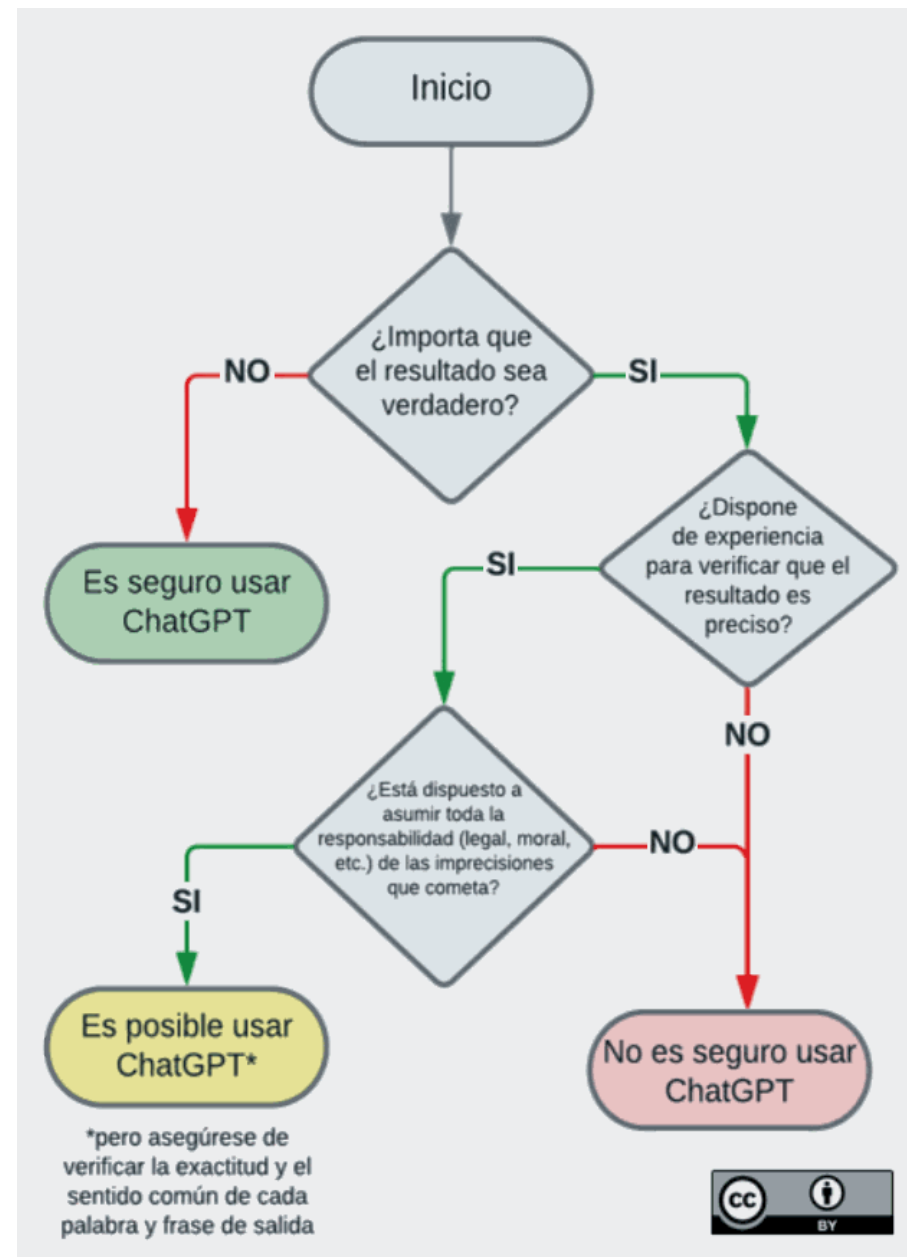 Inicio
¿Importa que
el resultado sea
verdadero?
NO
SI
Es seguro usar
ChatGPT
¿Dispone
de experiencia
para verificar que el
resultado es
preciso?
SI
NO
¿Está dispuesto a
asumir toda la
responsabilidad (legal, moral,
etc.) de las imprecisiones
que cometa?
NO
SI
Es posible usar
ChatGPT*
No es seguro usar
ChatGPT
*pero asegúrese de
verificar la exactitud y el
sentido común de cada
palabra y frase de salida
cc
BY